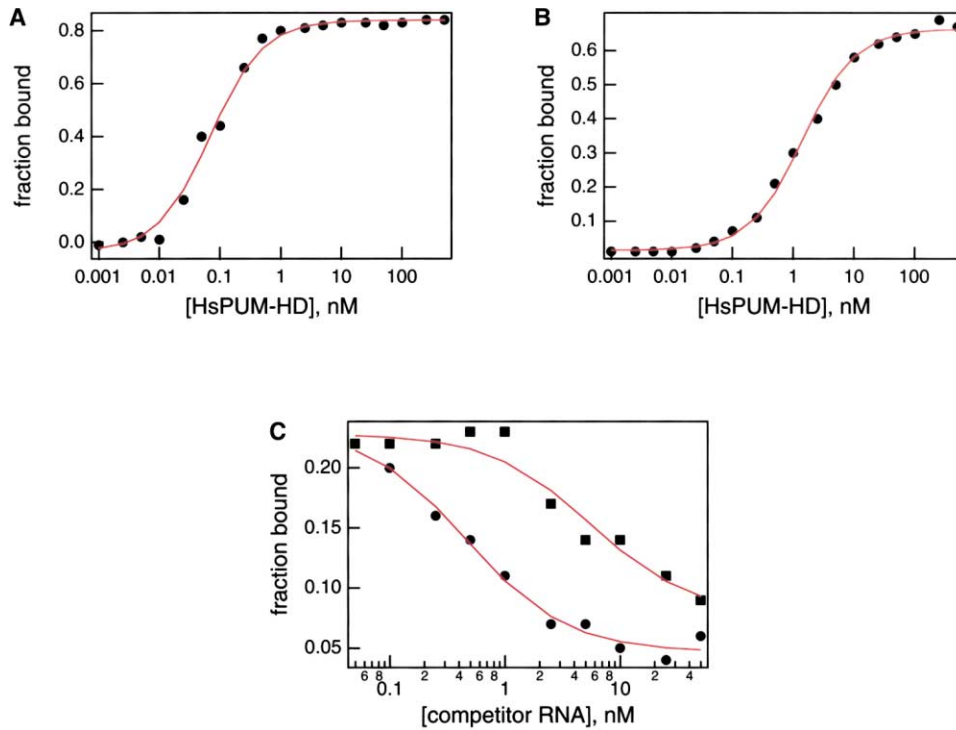 A
fraction bound
0.8
0.6
0.4
0.2
0.0
0.001 0.01 0.1 1 10 100
[HsPUM-HD], nM
B
fraction bound
0.6
0.5
0.4
0.3
0.2
0.1
0.001 0.01 0.1 1 10 100
[HsPUM-HD], nM
C
fraction bound
0.20
0.15
0.10
0.05
6 8 0.1 2 4 6 8 1 2 4 6 8 10 2 4
[competitor RNA], nM